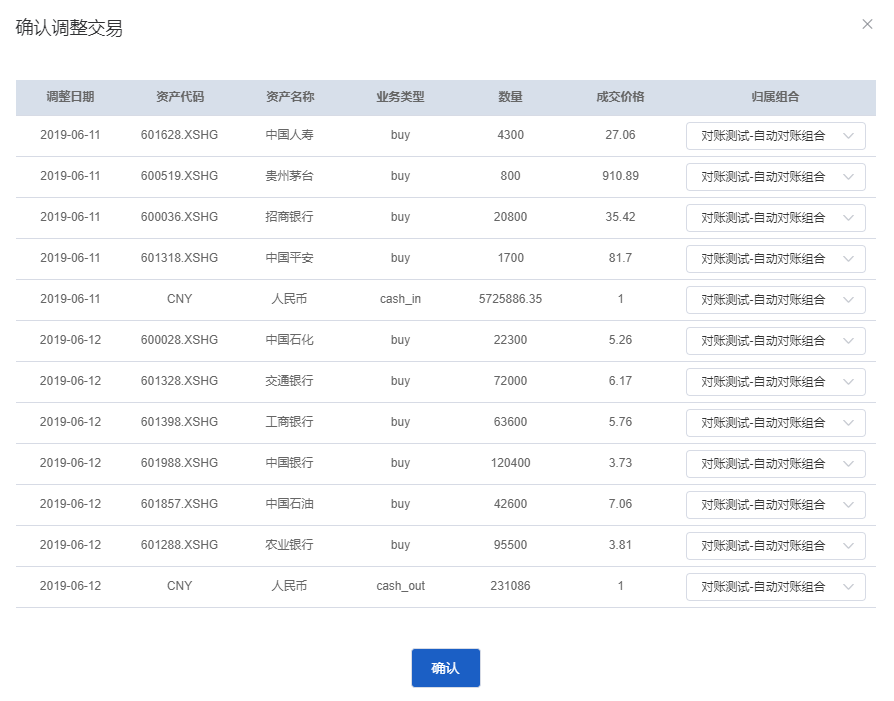 确认调整交易
调整日期 资产代码 资产名称 业务类型 数量 成交价格 归属组合
2019-06-11 601628.XSHG 中国人寿 buy 4300 27.06 对账测试-自动对账组合
2019-06-11 600519.XSHG 贵州茅台 buy 800 910.89 对账测试-自动对账组合
2019-06-11 600036.XSHG 招商银行 buy 20800 35.42 对账测试-自动对账组合
2019-06-11 601318.XSHG 中国平安 buy 1700 81.7 对账测试-自动对账组合
2019-06-11 CNY 人民币 cash_in 5725886.35 1 对账测试-自动对账组合
2019-06-12 600028.XSHG 中国石化 buy 22300 5.26 对账测试-自动对账组合
2019-06-12 601328.XSHG 交通银行 buy 72000 6.17 对账测试-自动对账组合
2019-06-12 601398.XSHG 工商银行 buy 63600 5.76 对账测试-自动对账组合
2019-06-12 601988.XSHG 中国银行 buy 120400 3.73 对账测试-自动对账组合
2019-06-12 601857.XSHG 中国石油 buy 42600 7.06 对账测试-自动对账组合
2019-06-12 601288.XSHG 农业银行 buy 95500 3.81 对账测试-自动对账组合
2019-06-12 CNY 人民币 cash_out 231086 1 对账测试-自动对账组合
确认